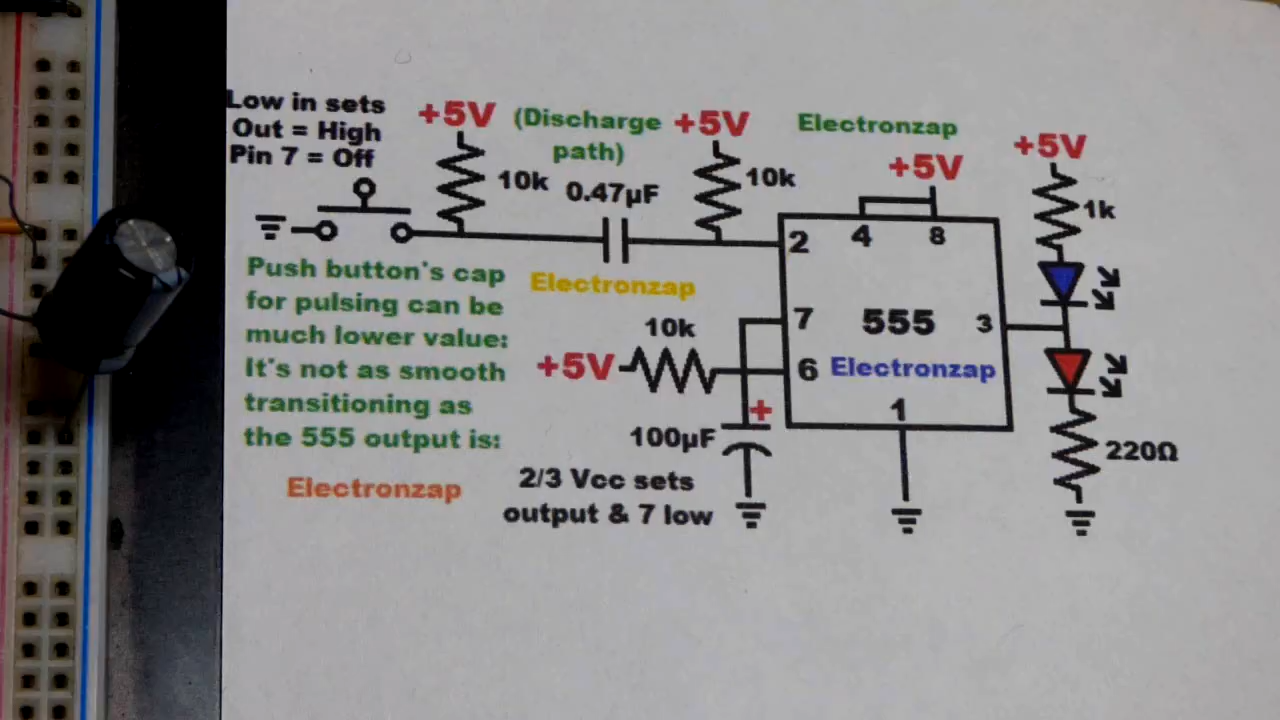 Low in sets
Out = High
Pin 7 = Off
+5V
(Discharge
path)
+5V
Electronzap
+5V
+5V
10k
0.47µF
10k
1k
2
4
8
Push button's cap
for pulsing can be
much lower value:
It's not as smooth
transitioning as
the 555 output is:
Electronzap
Electronzap
10k
+5V
7
555
3
6
Electronzap
1
+
100µF
220Ω
2/3 Vcc sets
output & 7 low